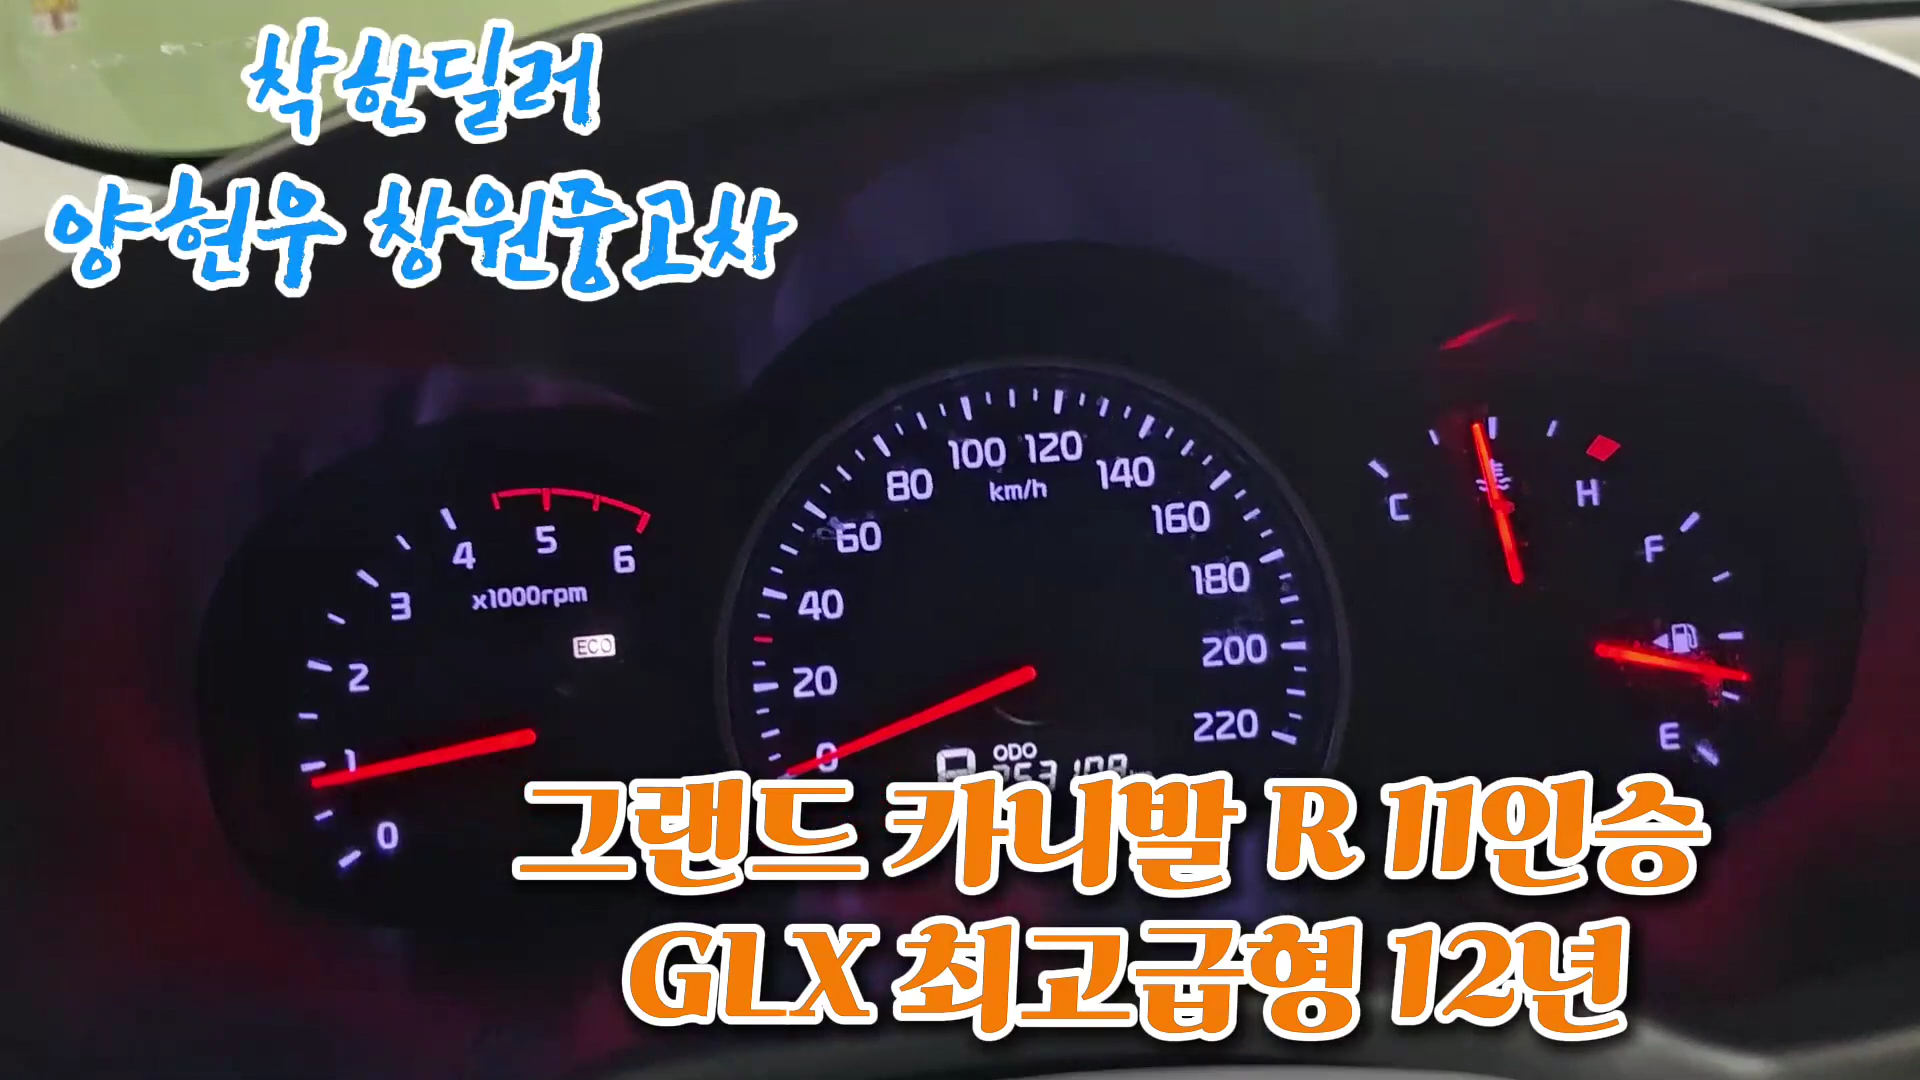 착한딜러
양현우 창원중고차
100 120
80 140
km/h
60 160
40 180
20 200
0 220
4 5 6
3
x1000rpm
ECO
2
1
0
C H
F
E
ODO
그랜드 카니발 R 11인승
GLX 최고급형 12년